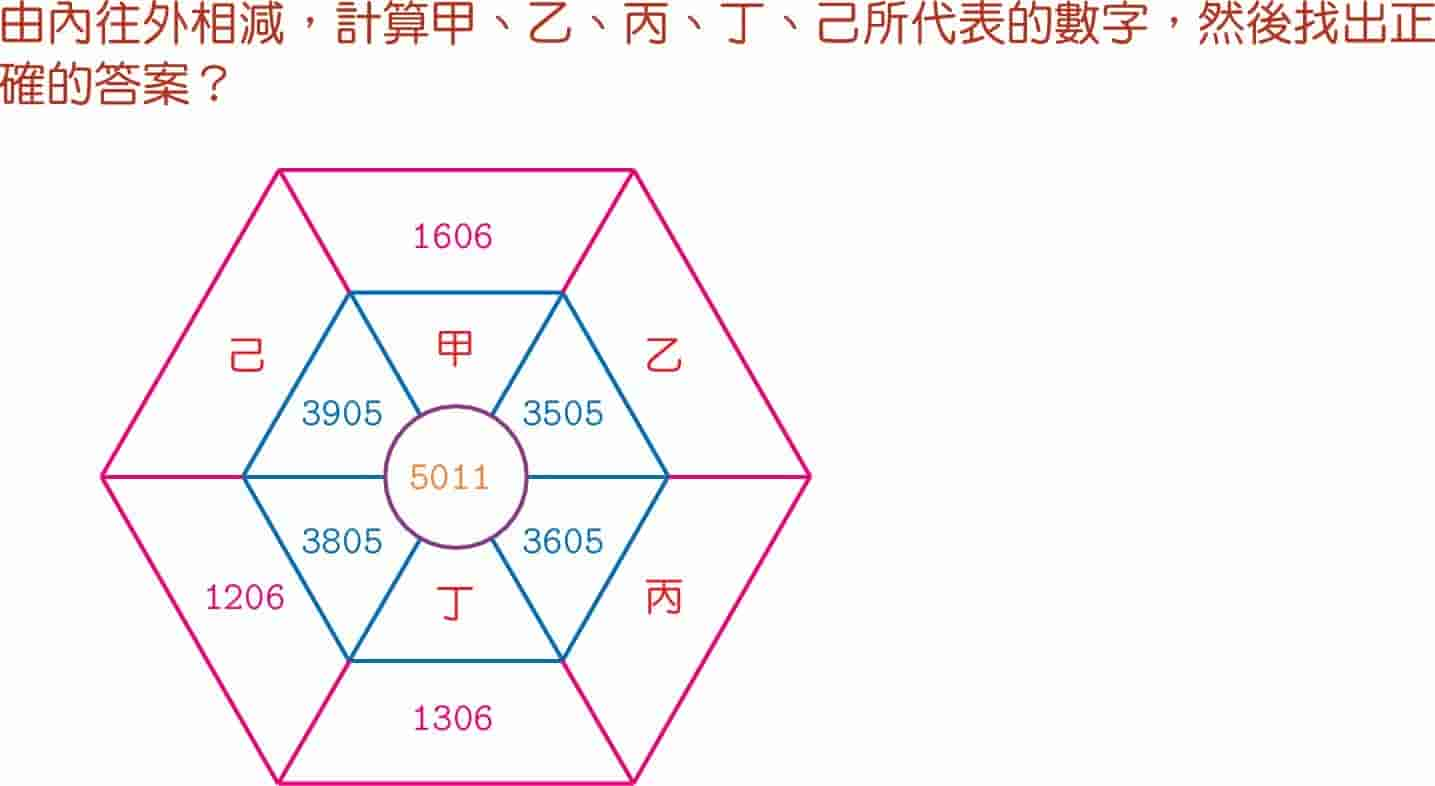 由內往外相減，計算甲、乙、丙、丁、己所代表的數字，然後找出正
確的答案？
1606
己
甲
乙
3905
3505
5011
3805
3605
1206
丁
丙
1306